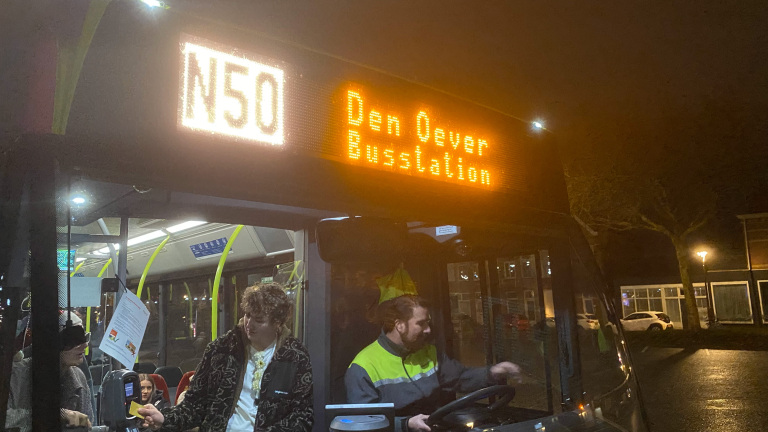 N50
Den Oever
Busstation